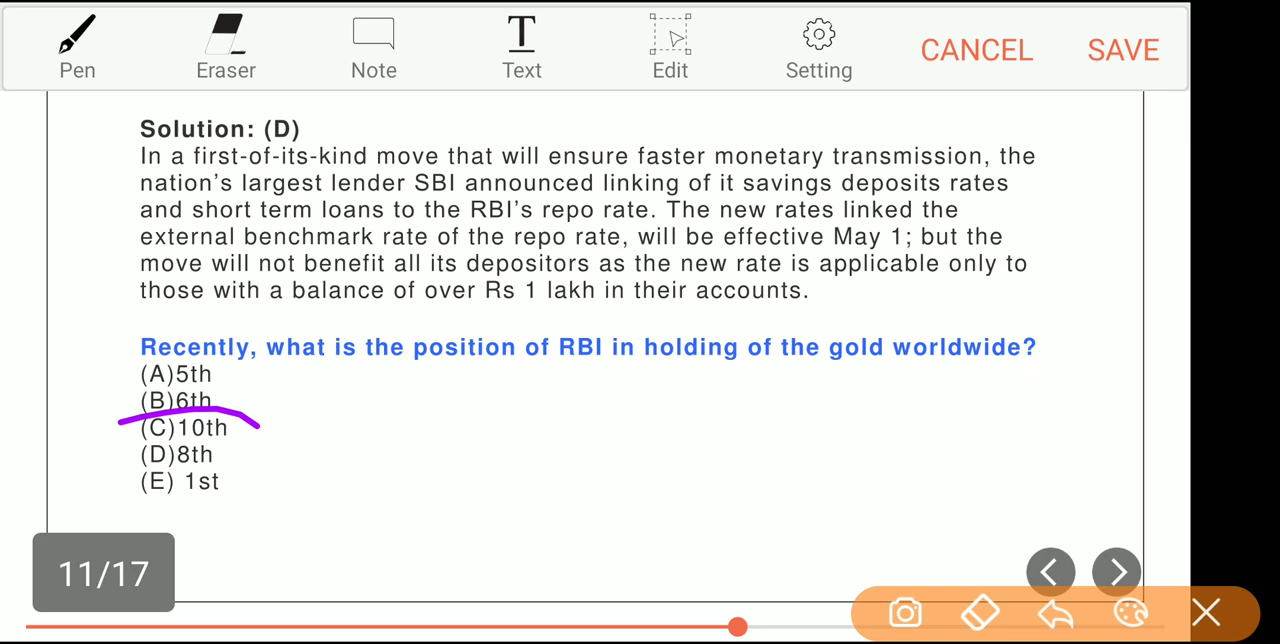 Pen
Eraser
Note
Text
Edit
Setting
CANCEL
SAVE
Solution: (D)
In a first-of-its-kind move that will ensure faster monetary transmission, the
nation's largest lender SBI announced linking of it savings deposits rates
and short term loans to the RBI's repo rate. The new rates linked the
external benchmark rate of the repo rate, will be effective May 1; but the
move will not benefit all its depositors as the new rate is applicable only to
those with a balance of over Rs 1 lakh in their accounts.
Recently, what is the position of RBI in holding of the gold worldwide?
(A)5th
(B)6th
(C)10th
(D)8th
(E) 1st
11/17